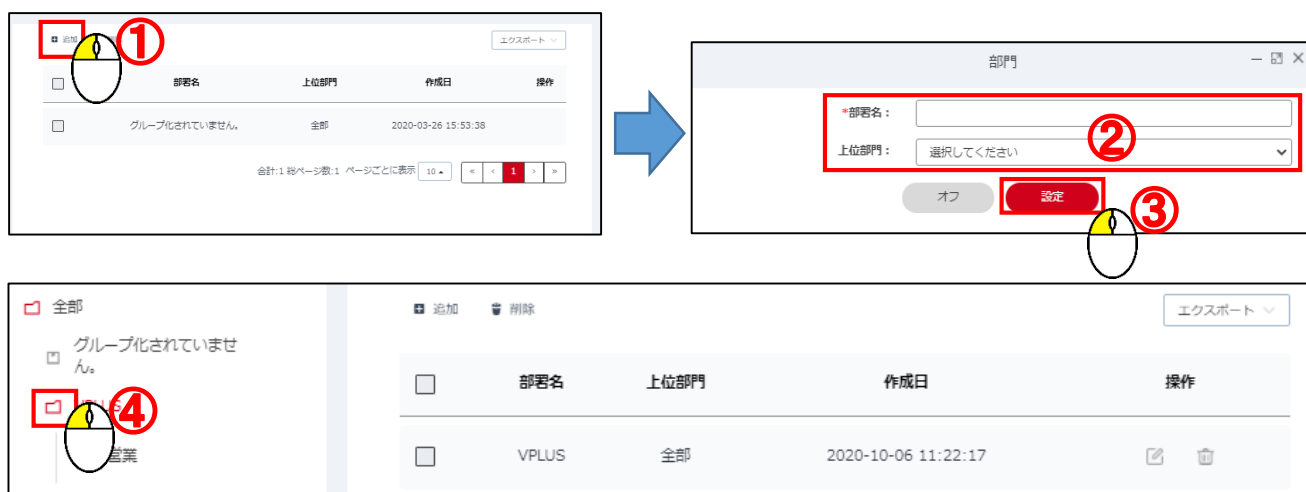 追加
①
エクスポート
部署名 上位部門 作成日 操作
グループ化されていません。 全部 2020-03-26 15:53:38
合計:1 総ページ数:1 ページごとに表示 10 « < 1 > »
部門
*部署名：
上位部門： 選択してください
②
オフ 設定
③
全部
グループ化されていませ
ん。
④
営業
追加 削除
エクスポート
部署名 上位部門 作成日 操作
VPLUS 全部 2020-10-06 11:22:17